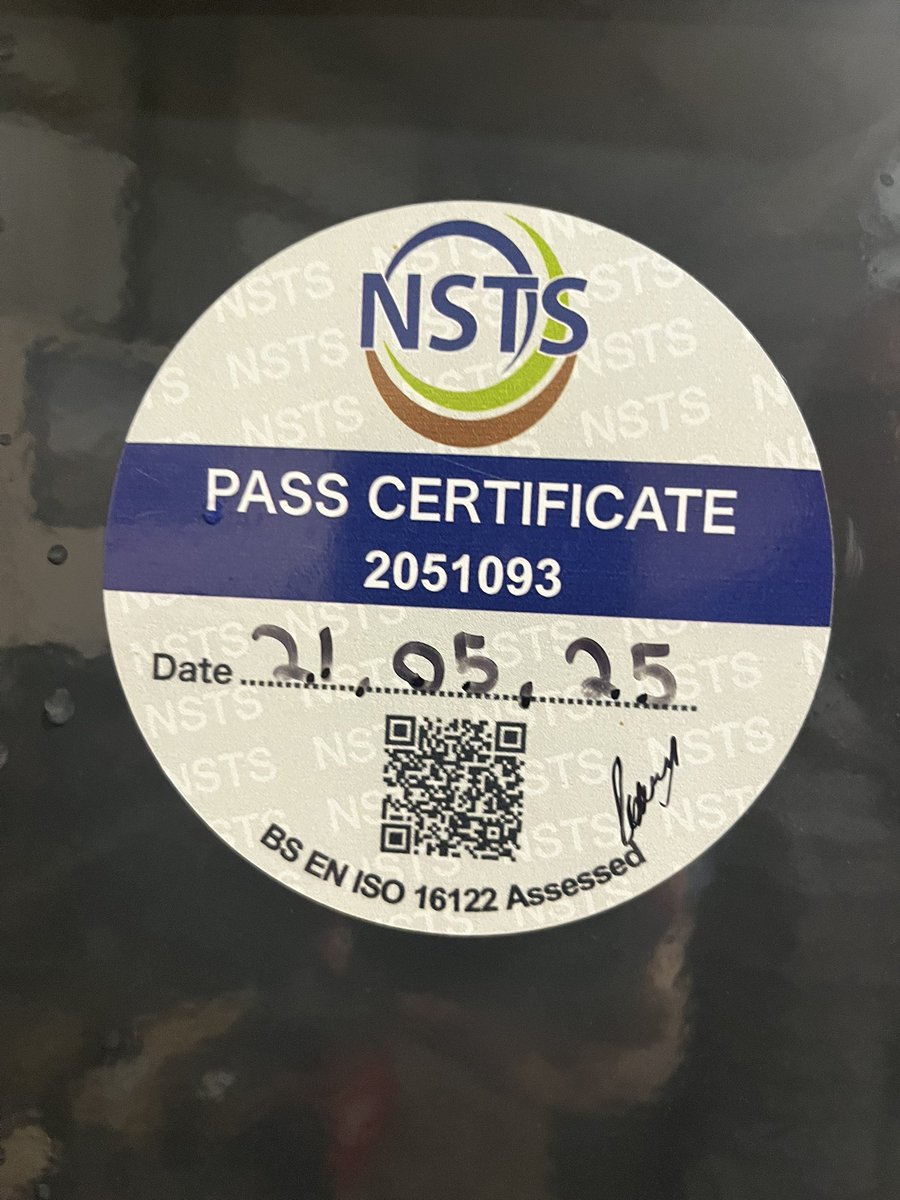 NSTS
PASS CERTIFICATE
2051093
Date 21.05.25
BS EN ISO 16122 Assessed